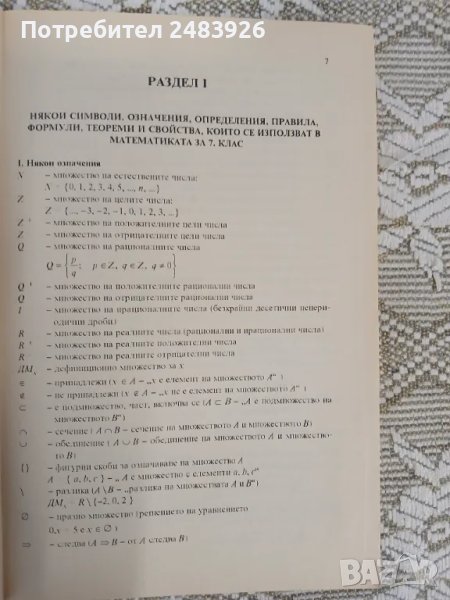 Потребител 2483926
7
РАЗДЕЛ 1
НЯКОИ СИМВОЛИ, ОЗНАЧЕНИЯ, ОПРЕДЕЛЕНИЯ, ПРАВИЛА,
ФОРМУЛИ, ТЕОРЕМИ И СВОЙСТВА, КОИТО СЕ ИЗПОЛЗВАТ В
МАТЕМАТИКАТА ЗА 7. КЛАС
I. Някои означения
N – множество на естествените числа:
N = {0, 1, 2, 3, 4, 5, ..., n, ...}
Z – множество на целите числа:
Z = {..., –3, –2, –1, 0, 1, 2, 3, ...}
Z⁺ – множество на положителните цели числа
Z⁻ – множество на отрицателните цели числа
Q – множество на рационалните числа
Q = {p/q; p ∈ Z, q ∈ Z, q ≠ 0}
Q⁺ – множество на положителните рационални числа
Q⁻ – множество на отрицателните рационални числа
I – множество на ирационалните числа (безкрайни десетични непери-
одични дроби)
R – множество на реалните числа (рационални и ирационални числа)
R⁺ – множество на реалните положителни числа
R⁻ – множество на реалните отрицателни числа
ДМₓ – дефиниционно множество за x
∈ – принадлежи (x ∈ A – „x е елемент на множеството A“)
∉ – не принадлежи (x ∉ A – „x не е елемент на множеството A“)
⊂ – е подмножество, част, включва се (A ⊂ B – „A е подмножество на
множеството B“)
∩ – сечение (A ∩ B – сечение на множеството A и множеството B)
∪ – обединение (A ∪ B – обединение на множеството A и множество-
то B)
{} – фигурни скоби за означаване на множество A
A = {a, b, c} – „A е множество с елементи a, b, c“
\ – разлика (A \ B – „разлика на множествата A и B“)
ДМₓ = R \ {–2, 0, 2}
∅ – празно множество (решението на уравнението
0.x = 5 е x ∈ ∅)
⇒ – следва (A ⇒ B – от A следва B)
bazar